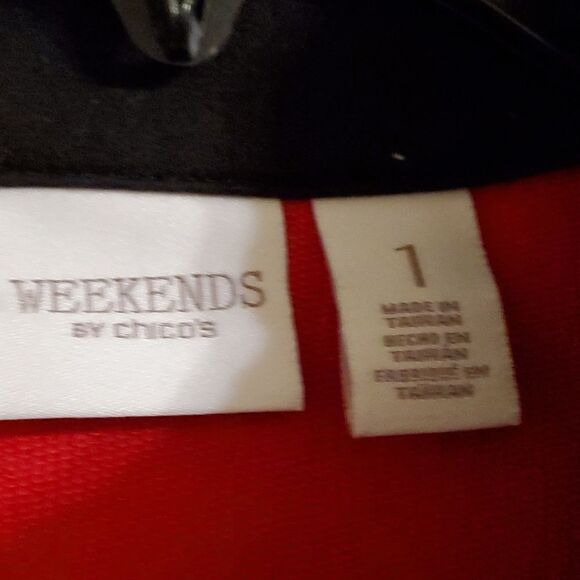 WEEKENDS
BY CHICO'S
1
MADE IN
TAIWAN
HECHO EN
TAIWAN
FABRIQUÉ EN
TAIWAN